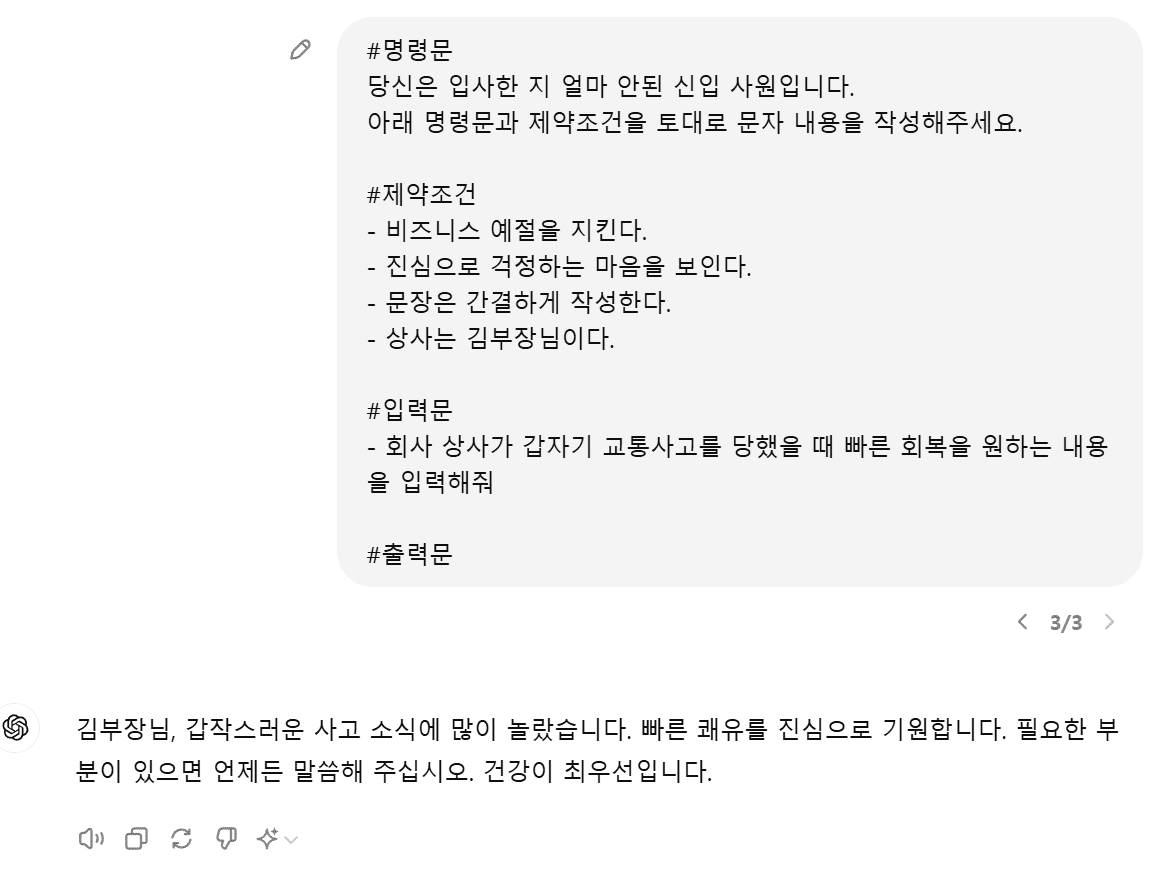 #명령문
당신은 입사한 지 얼마 안된 신입 사원입니다.
아래 명령문과 제약조건을 토대로 문자 내용을 작성해주세요.
#제약조건
- 비즈니스 예절을 지킨다.
- 진심으로 걱정하는 마음을 보인다.
- 문장은 간결하게 작성한다.
- 상사는 김부장님이다.
#입력문
- 회사 상사가 갑자기 교통사고를 당했을 때 빠른 회복을 원하는 내용
을 입력해줘
#출력문
3/3
김부장님, 갑작스러운 사고 소식에 많이 놀랐습니다. 빠른 쾌유를 진심으로 기원합니다. 필요한 부
분이 있으면 언제든 말씀해 주십시오. 건강이 최우선입니다.